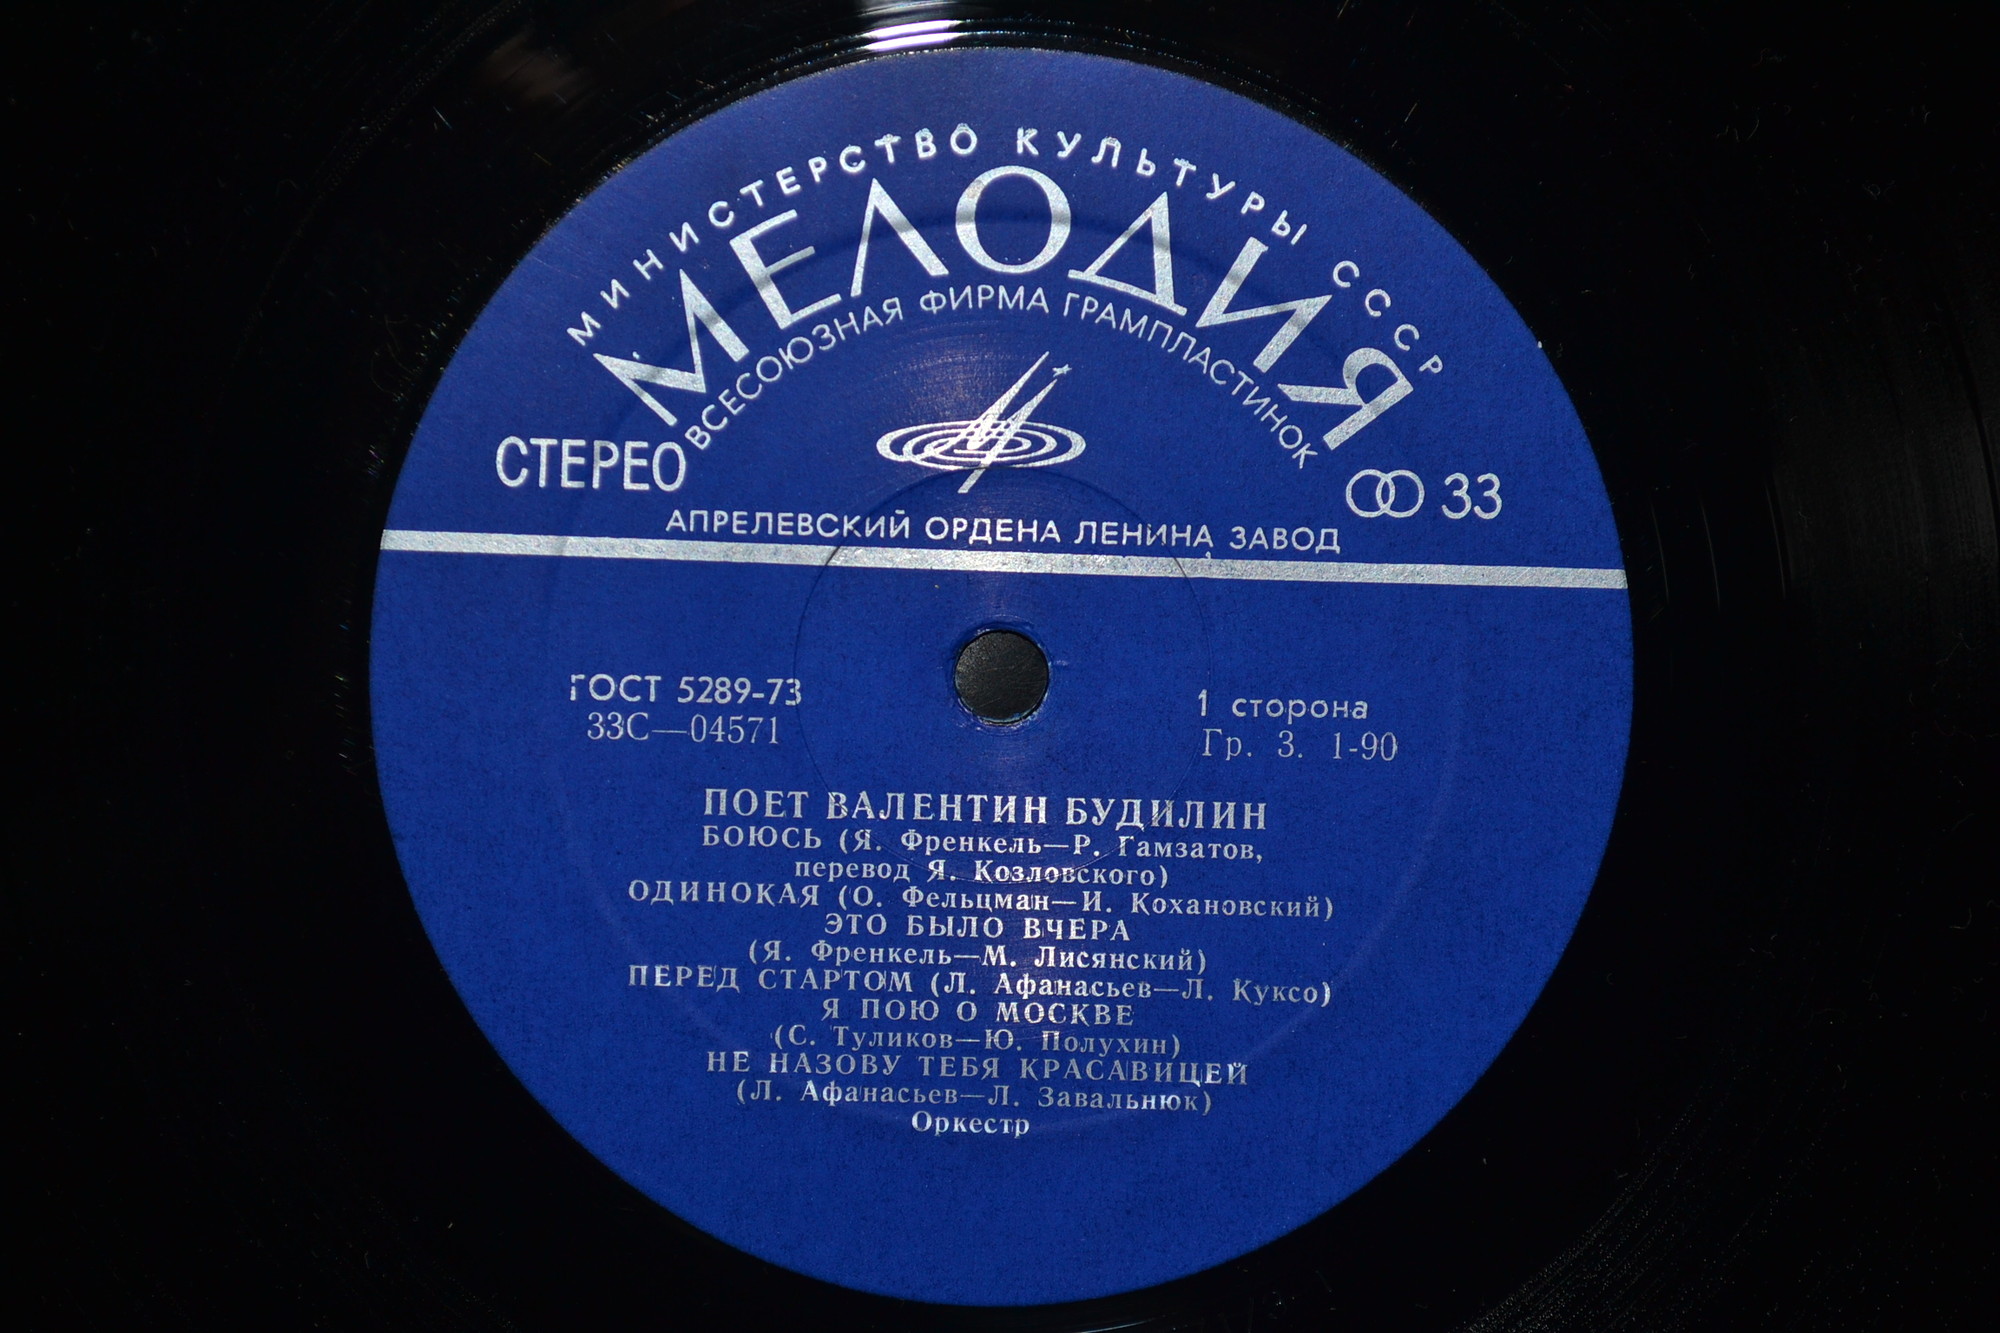 МИНИСТЕРСТВО КУЛЬТУРЫ СССР
МЕЛОДИЯ
ВСЕСОЮЗНАЯ ФИРМА ГРАМПЛАСТИНОК
СТЕРЕО
33
АПРЕЛЕВСКИЙ ОРДЕНА ЛЕНИНА ЗАВОД
ГОСТ 5289-73
33С—04571
1 сторона
Гр. 3. 1-90
ПОЕТ ВАЛЕНТИН БУДИЛИН
БОЮСЬ (Я. Френкель—Р. Гамзатов,
перевод Я. Козловского)
ОДИНОКАЯ (О. Фельцман—И. Кохановский)
ЭТО БЫЛО ВЧЕРА
(Я. Френкель—М. Лисянский)
ПЕРЕД СТАРТОМ (Л. Афанасьев—Л. Куксо)
Я ПОЮ О МОСКВЕ
(С. Туликов—Ю. Полухин)
НЕ НАЗОВУ ТЕБЯ КРАСАВИЦЕЙ
(Л. Афанасьев—Л. Завальнюк)
Оркестр